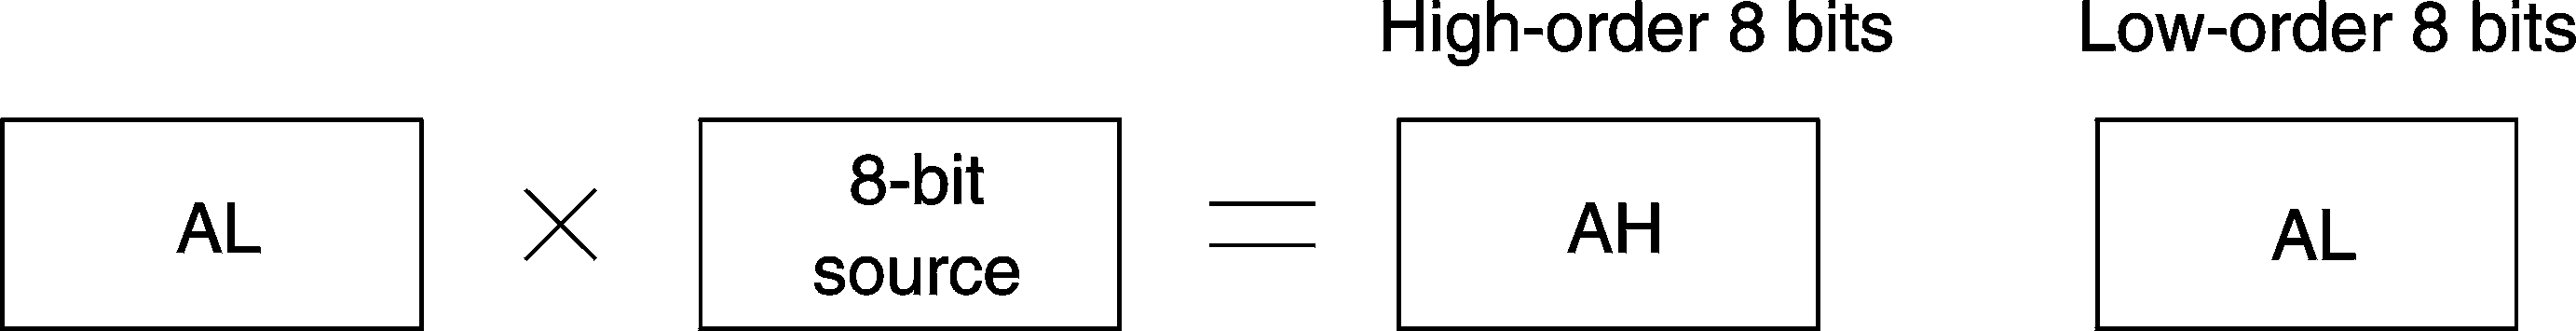 High-order 8 bits
Low-order 8 bits
AL
×
8-bit
source
=
AH
AL